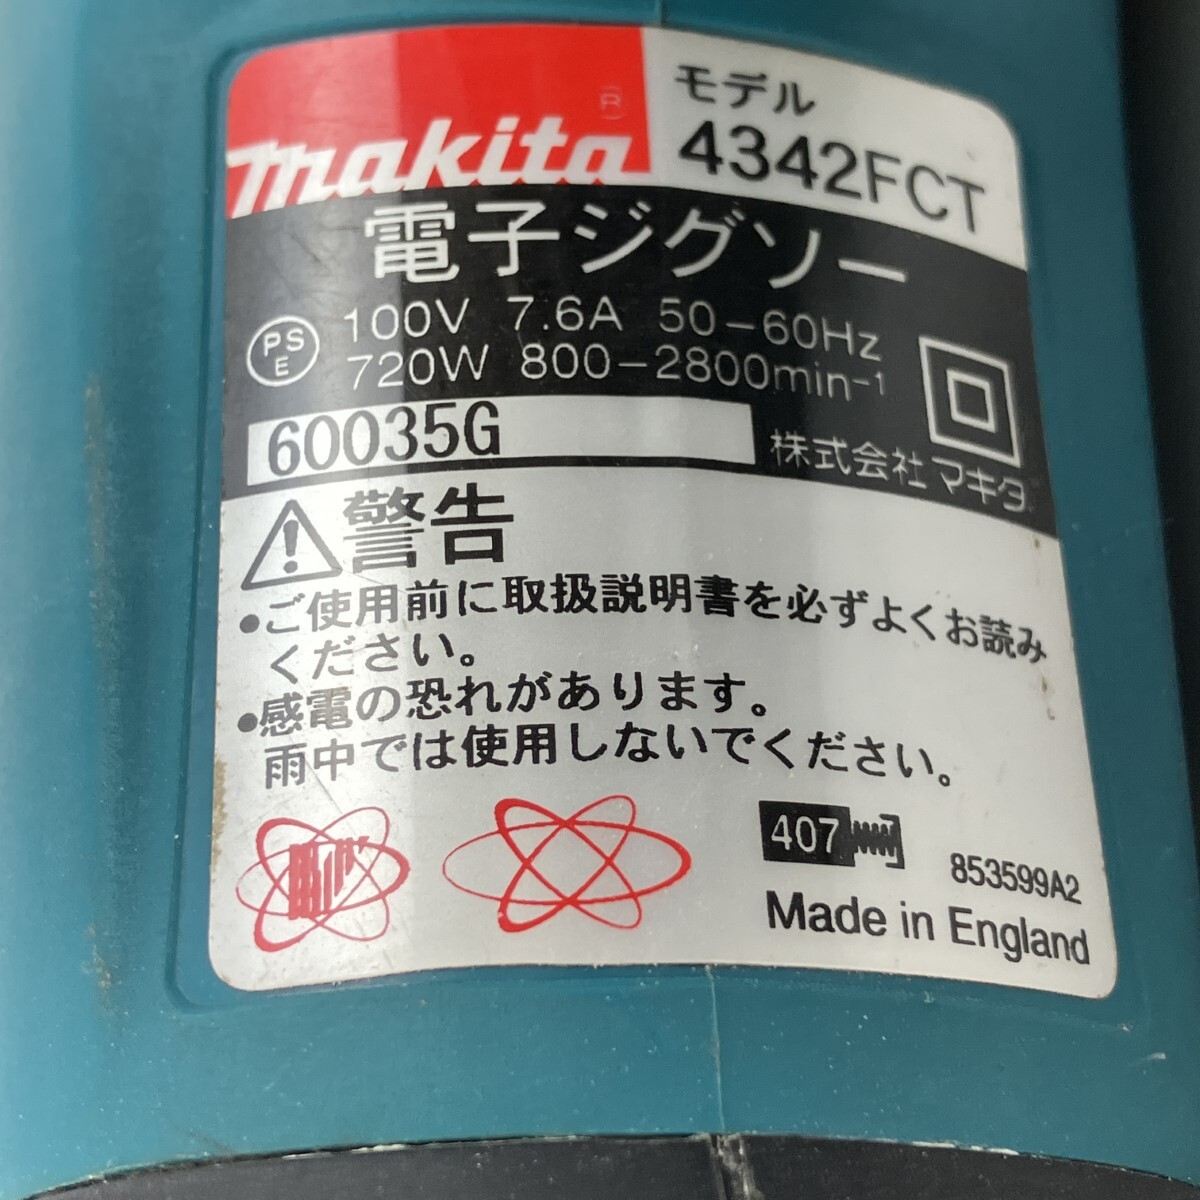 makita®
モデル
4342FCT
電子ジグソー
PS
E
100V 7.6A 50-60Hz
720W 800-2800min-1
60035G
株式会社マキタ
警告
•ご使用前に取扱説明書を必ずよくお読み
ください。
•感電の恐れがあります。
雨中では使用しないでください。
407
853599A2
Made in England